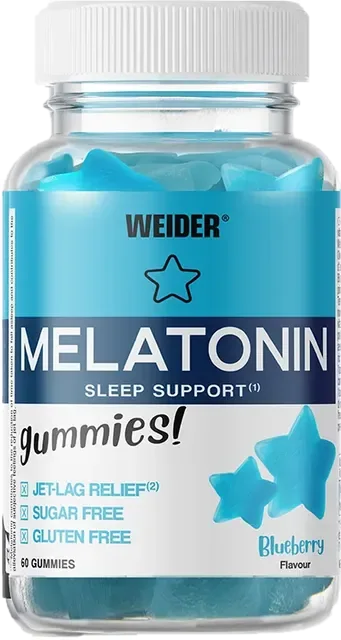 WEIDER®
MELATONIN
SLEEP SUPPORT(1)
gummies!
JET-LAG RELIEF(2)
SUGAR FREE
GLUTEN FREE
60 GUMMIES
Blueberry
Flavour